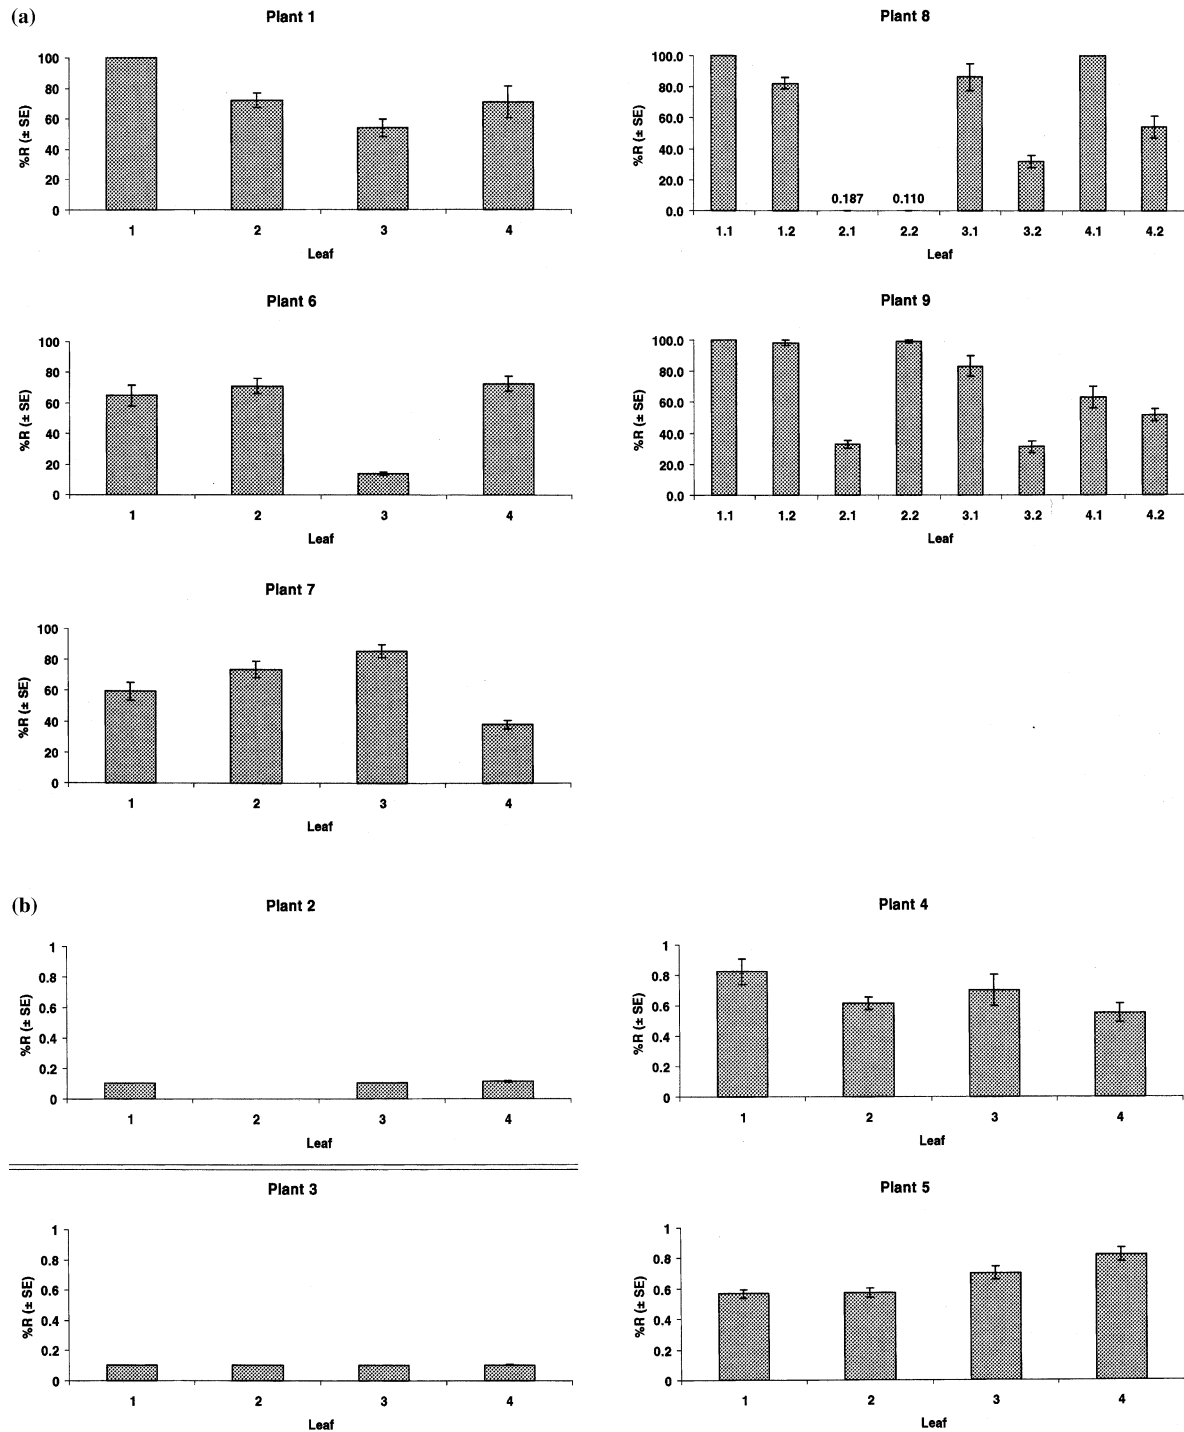 (a)
Plant 1
%R (± SE)
100
80
60
40
20
0
1 2 3 4
Leaf
Plant 8
%R (± SE)
100.0
80.0
60.0
40.0
20.0
0.0
0.187 0.110
1.1 1.2 2.1 2.2 3.1 3.2 4.1 4.2
Leaf
Plant 6
%R (± SE)
100
80
60
40
20
0
1 2 3 4
Leaf
Plant 9
%R (± SE)
100.0
80.0
60.0
40.0
20.0
0.0
1.1 1.2 2.1 2.2 3.1 3.2 4.1 4.2
Leaf
Plant 7
%R (± SE)
100
80
60
40
20
0
1 2 3 4
Leaf
(b)
Plant 2
%R (± SE)
1
0.8
0.6
0.4
0.2
0
1 2 3 4
Leaf
Plant 4
%R (± SE)
1
0.8
0.6
0.4
0.2
0
1 2 3 4
Leaf
Plant 3
%R (± SE)
1
0.8
0.6
0.4
0.2
0
1 2 3 4
Leaf
Plant 5
%R (± SE)
1
0.8
0.6
0.4
0.2
0
1 2 3 4
Leaf